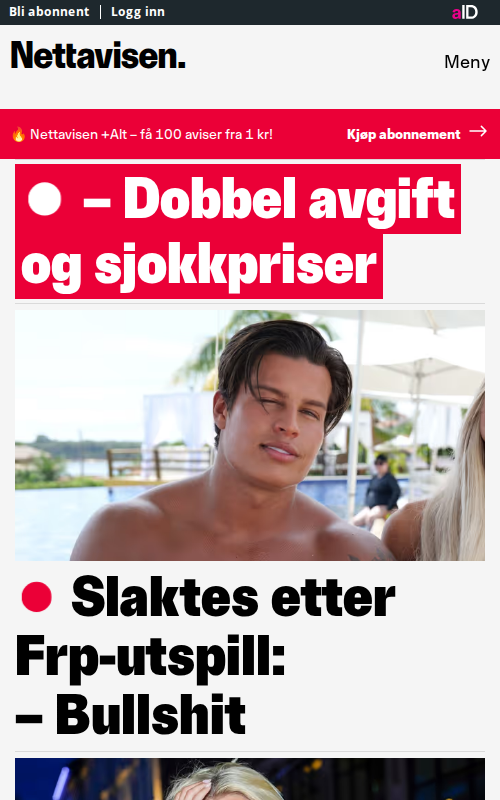 Bli abonnent | Logg inn
aID
Nettavisen.
Meny
🔥 Nettavisen +Alt – få 100 aviser fra 1 kr!
Kjøp abonnement →
– Dobbel avgift
og sjokkpriser
Slaktes etter
Frp-utspill:
– Bullshit